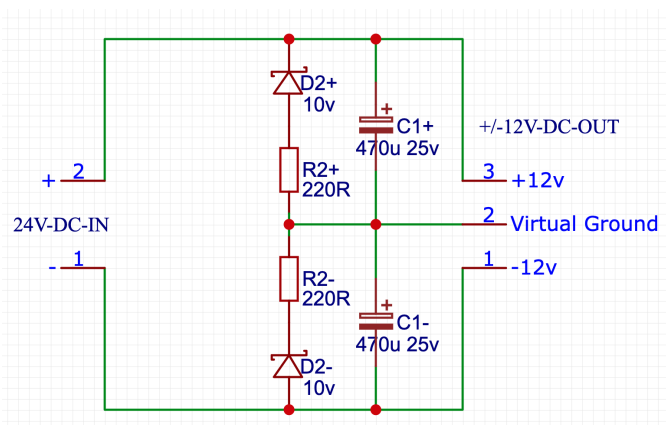 D2+
10v
+
C1+
470u 25v
+/-12V-DC-OUT
R2+
220R
+ 2
3 +12v
24V-DC-IN
2 Virtual Ground
- 1
1 -12v
R2-
220R
+
C1-
470u 25v
D2-
10v